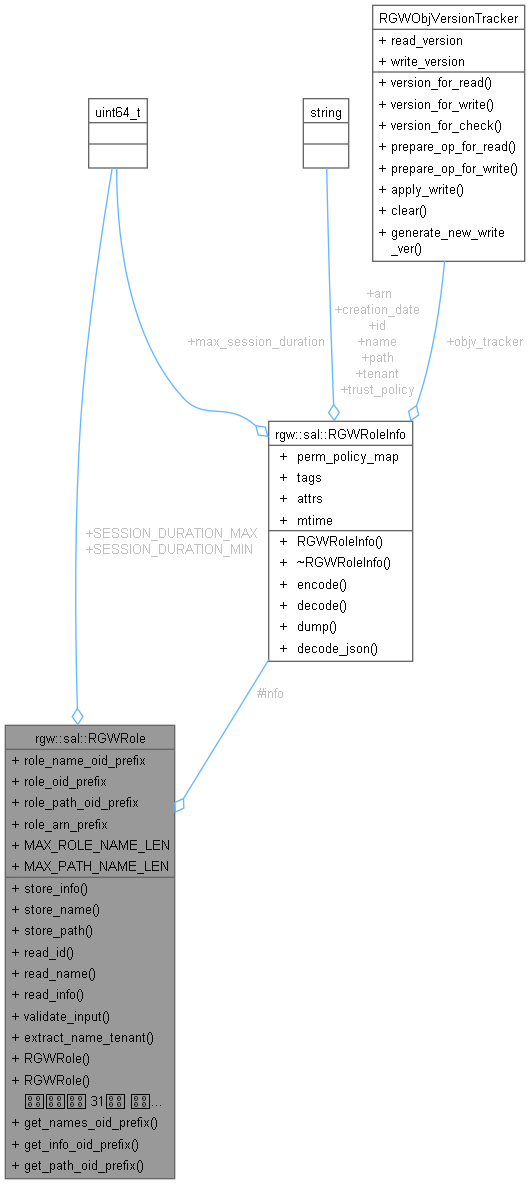 RGWObjVersionTracker
+ read_version
+ write_version
+ version_for_read()
+ version_for_write()
+ version_for_check()
+ prepare_op_for_read()
+ prepare_op_for_write()
+ apply_write()
+ clear()
+ generate_new_write
_ver()
uint64_t
string
+max_session_duration
+arn
+creation_date
+id
+name
+path
+tenant
+trust_policy
+objv_tracker
rgw::sal::RGWRoleInfo
+ perm_policy_map
+ tags
+ attrs
+ mtime
+ RGWRoleInfo()
+ ~RGWRoleInfo()
+ encode()
+ decode()
+ dump()
+ decode_json()
+SESSION_DURATION_MAX
+SESSION_DURATION_MIN
#info
rgw::sal::RGWRole
+ role_name_oid_prefix
+ role_oid_prefix
+ role_path_oid_prefix
+ role_arn_prefix
+ MAX_ROLE_NAME_LEN
+ MAX_PATH_NAME_LEN
+ store_info()
+ store_name()
+ store_path()
+ read_id()
+ read_name()
+ read_info()
+ validate_input()
+ extract_name_tenant()
+ RGWRole()
+ RGWRole()
31 ...
+ get_names_oid_prefix()
+ get_info_oid_prefix()
+ get_path_oid_prefix()